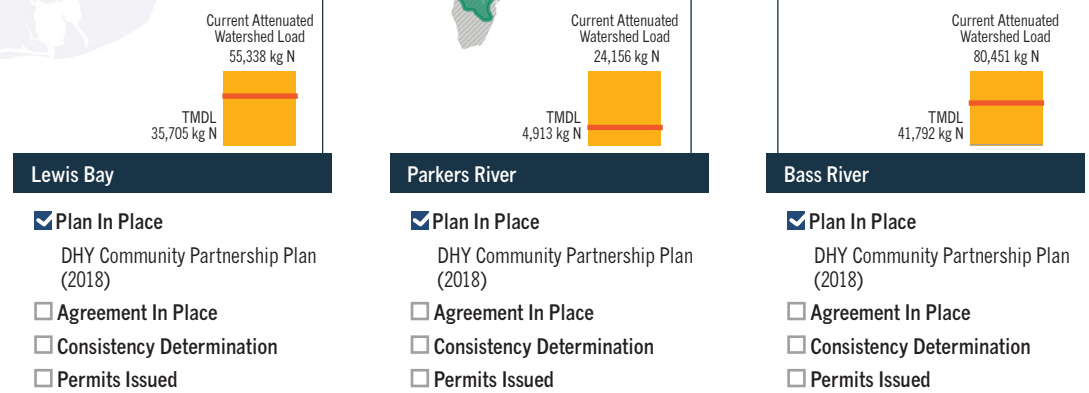 Current Attenuated
Watershed Load
55,338 kg N
TMDL
35,705 kg N
Lewis Bay
Plan In Place
DHY Community Partnership Plan
(2018)
Agreement In Place
Consistency Determination
Permits Issued
Current Attenuated
Watershed Load
24,156 kg N
TMDL
4,913 kg N
Parkers River
Plan In Place
DHY Community Partnership Plan
(2018)
Agreement In Place
Consistency Determination
Permits Issued
Current Attenuated
Watershed Load
80,451 kg N
TMDL
41,792 kg N
Bass River
Plan In Place
DHY Community Partnership Plan
(2018)
Agreement In Place
Consistency Determination
Permits Issued